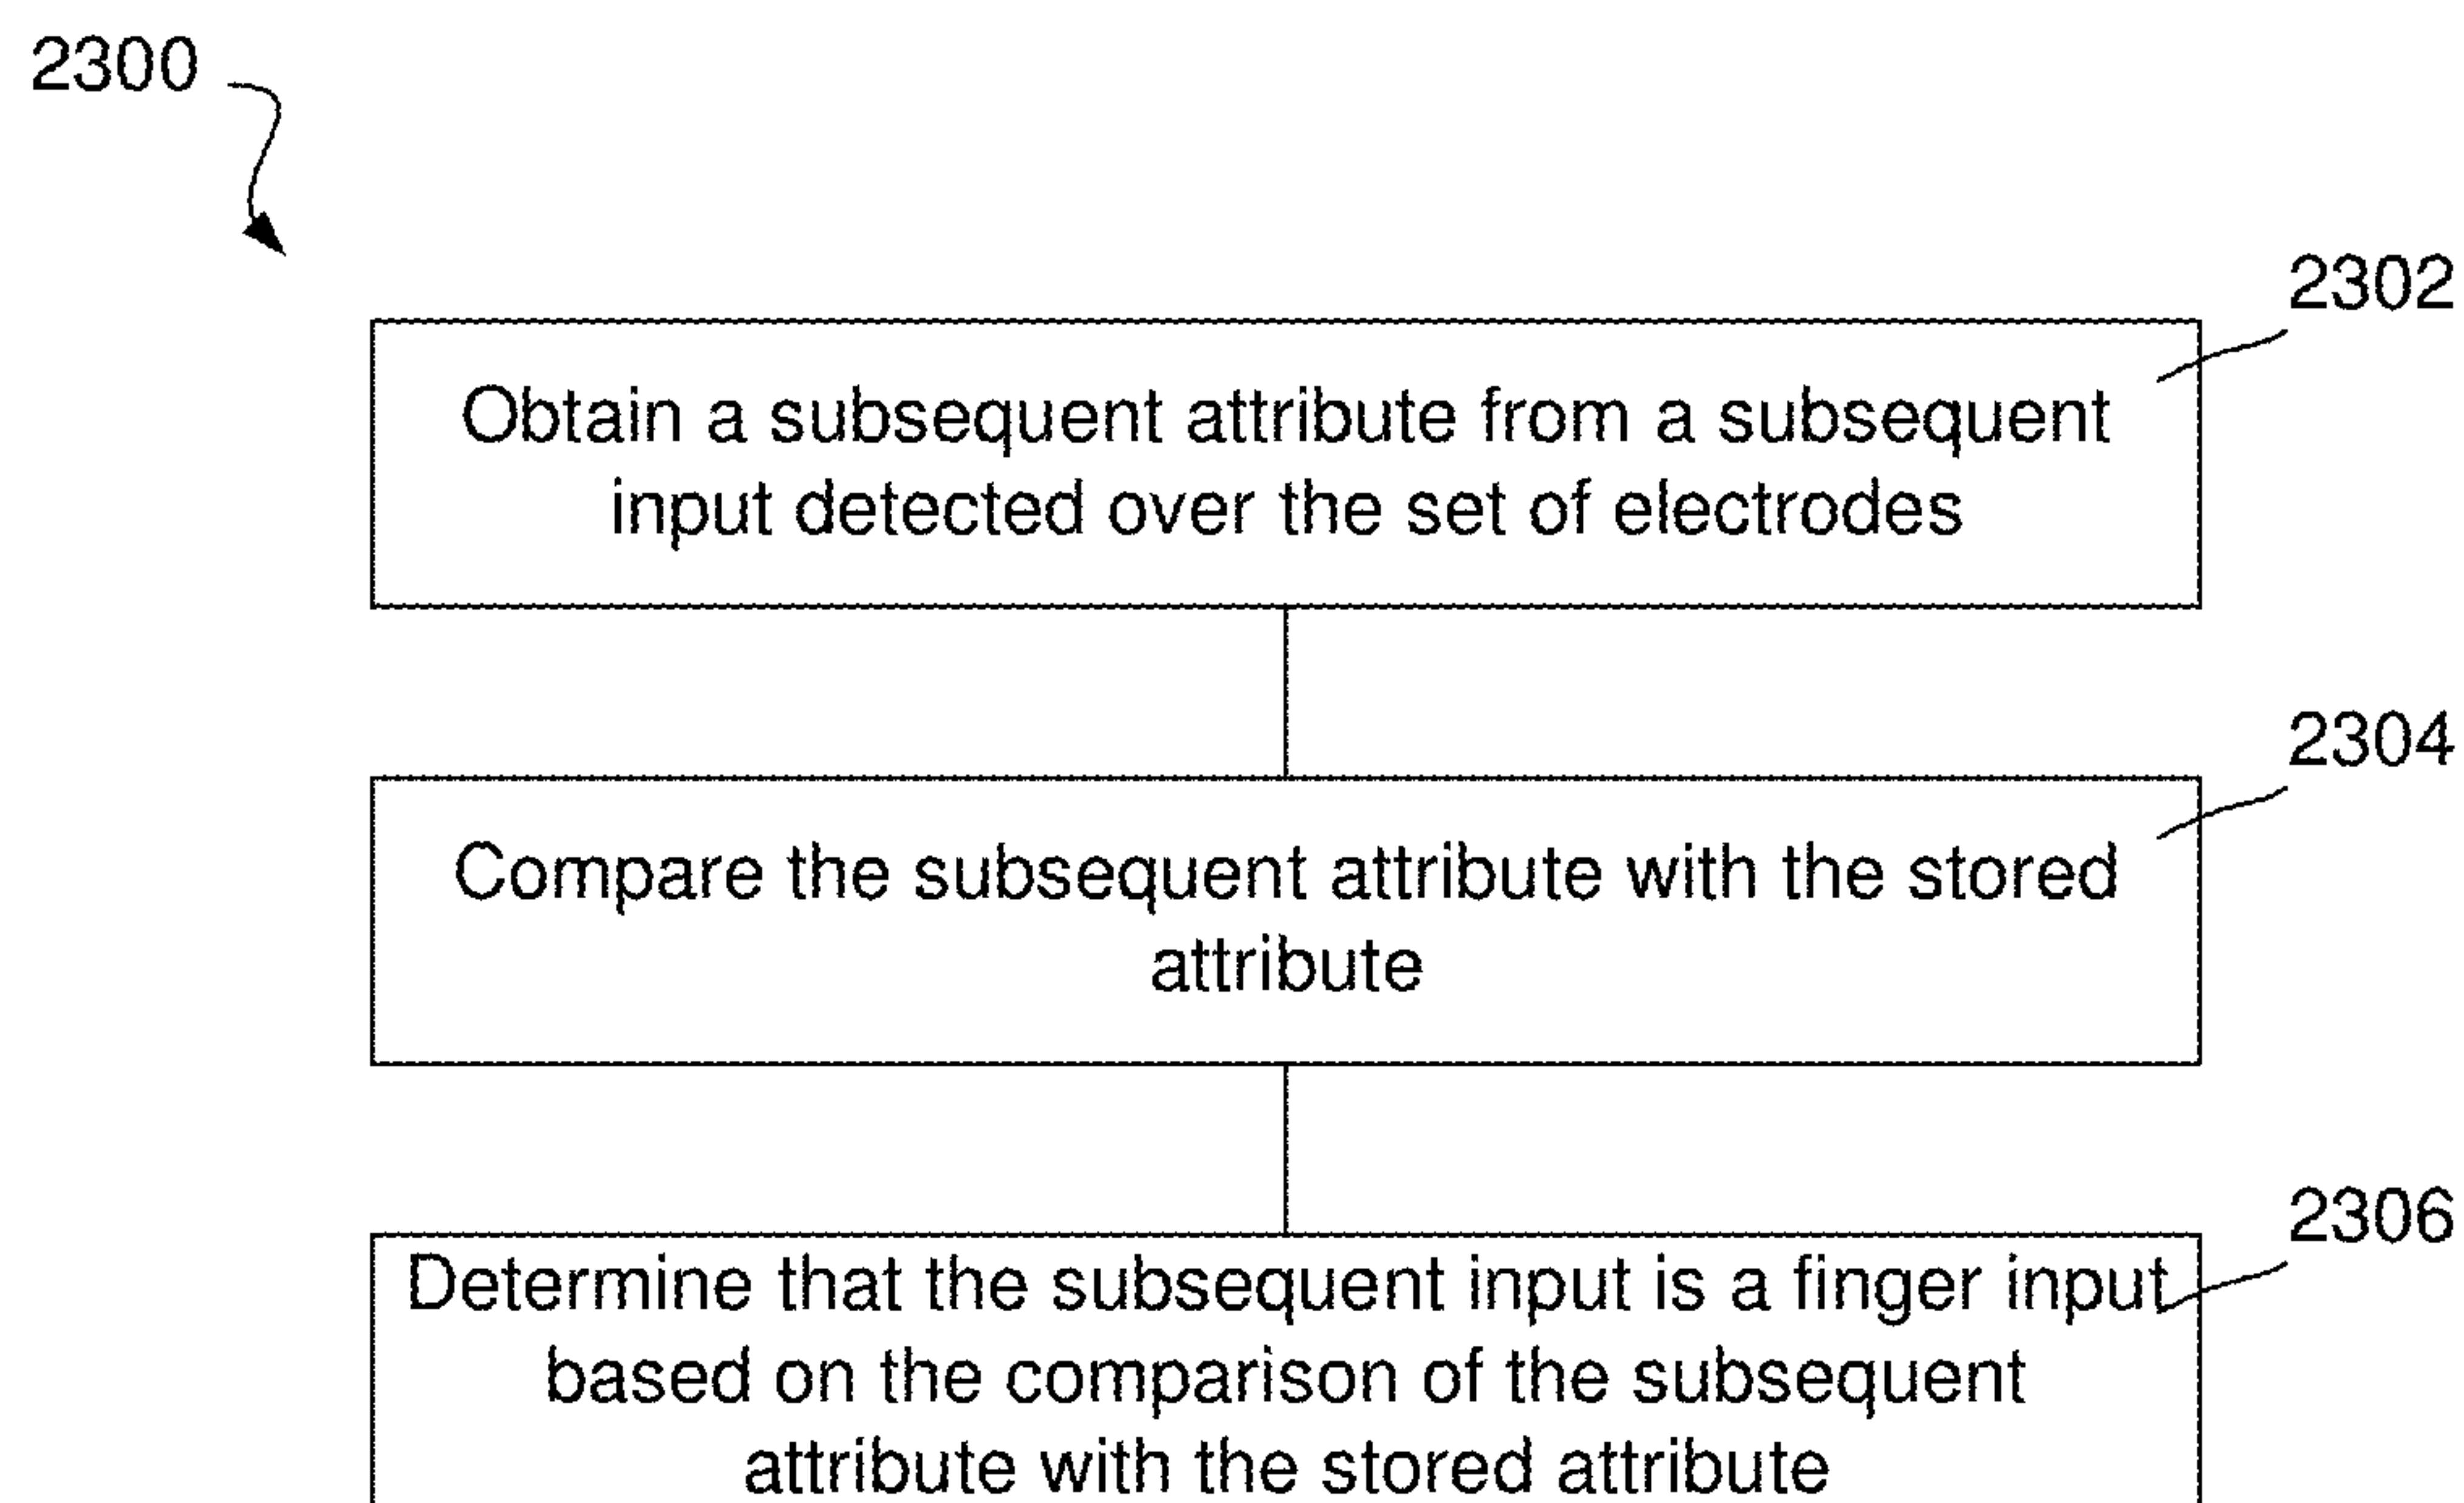 2300
2302
Obtain a subsequent attribute from a subsequent
input detected over the set of electrodes
2304
Compare the subsequent attribute with the stored
attribute
2306
Determine that the subsequent input is a finger input
based on the comparison of the subsequent
attribute with the stored attribute